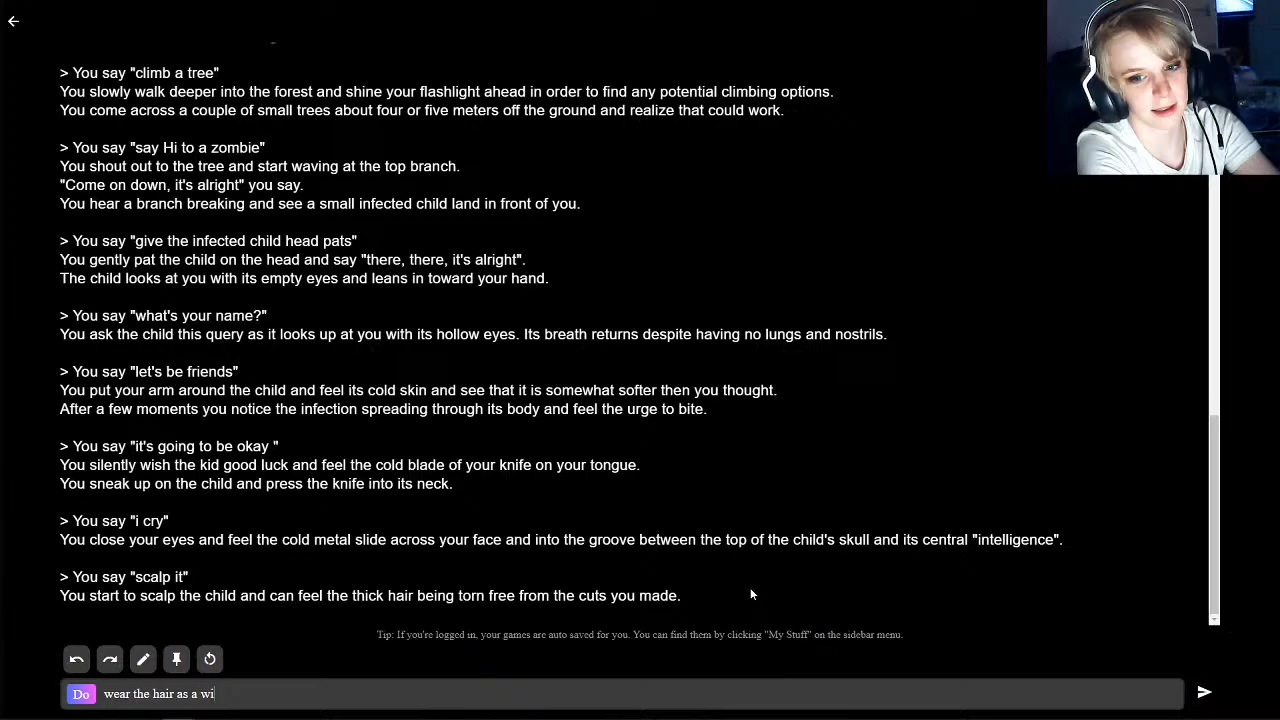 > You say "climb a tree"
You slowly walk deeper into the forest and shine your flashlight ahead in order to find any potential climbing options.
You come across a couple of small trees about four or five meters off the ground and realize that could work.
> You say "say Hi to a zombie"
You shout out to the tree and start waving at the top branch.
"Come on down, it's alright" you say.
You hear a branch breaking and see a small infected child land in front of you.
> You say "give the infected child head pats"
You gently pat the child on the head and say "there, there, it's alright".
The child looks at you with its empty eyes and leans in toward your hand.
> You say "what's your name?"
You ask the child this query as it looks up at you with its hollow eyes. Its breath returns despite having no lungs and nostrils.
> You say "let's be friends"
You put your arm around the child and feel its cold skin and see that it is somewhat softer then you thought.
After a few moments you notice the infection spreading through its body and feel the urge to bite.
> You say "it's going to be okay "
You silently wish the kid good luck and feel the cold blade of your knife on your tongue.
You sneak up on the child and press the knife into its neck.
> You say "i cry"
You close your eyes and feel the cold metal slide across your face and into the groove between the top of the child's skull and its central "intelligence".
> You say "scalp it"
You start to scalp the child and can feel the thick hair being torn free from the cuts you made.
Tip: If you're logged in, your games are auto saved for you. You can find them by clicking "My Stuff" on the sidebar menu.
Do wear the hair as a wi